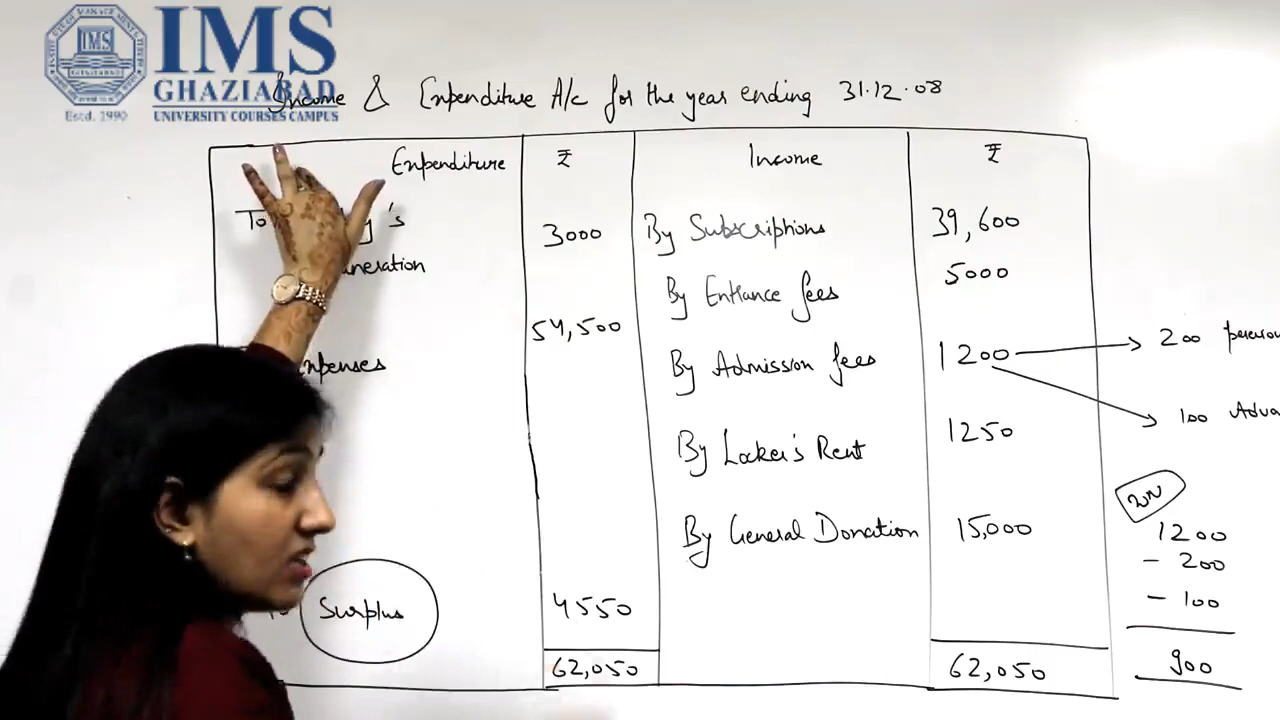 IMS
GHAZIABAD
UNIVERSITY COURSES CAMPUS
Estd. 1990
Income & Expenditure A/c for the year ending 31.12.08
Expenditure ₹ Income ₹
To 3000 By Subscriptions 39,600
By Entrance fees 5000
54,500
By Admission fees 1200 → 200
→ 100
By Locker's Rent 1250
By General Donation 15,000
WN
1200
- 200
- 100
900
Surplus 4550
62,050 62,050